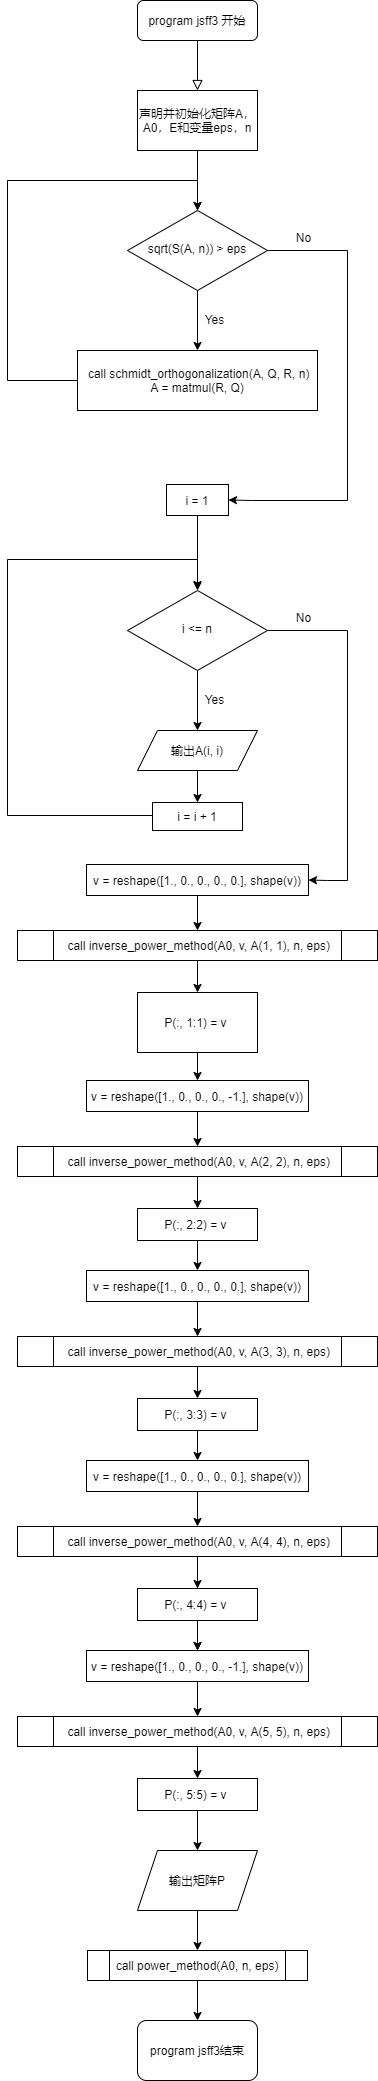 program jsff3 开始
声明并初始化矩阵A，
A0，E和变量eps，n
sqrt(S(A, n)) > eps
No
Yes
call schmidt_orthogonalization(A, Q, R, n)
A = matmul(R, Q)
i = 1
i <= n
No
Yes
输出A(i, i)
i = i + 1
v = reshape([1., 0., 0., 0., 0.], shape(v))
call inverse_power_method(A0, v, A(1, 1), n, eps)
P(:, 1:1) = v
v = reshape([1., 0., 0., 0., -1.], shape(v))
call inverse_power_method(A0, v, A(2, 2), n, eps)
P(:, 2:2) = v
v = reshape([1., 0., 0., 0., 0.], shape(v))
call inverse_power_method(A0, v, A(3, 3), n, eps)
P(:, 3:3) = v
v = reshape([1., 0., 0., 0., 0.], shape(v))
call inverse_power_method(A0, v, A(4, 4), n, eps)
P(:, 4:4) = v
v = reshape([1., 0., 0., 0., -1.], shape(v))
call inverse_power_method(A0, v, A(5, 5), n, eps)
P(:, 5:5) = v
输出矩阵P
call power_method(A0, n, eps)
program jsff3结束